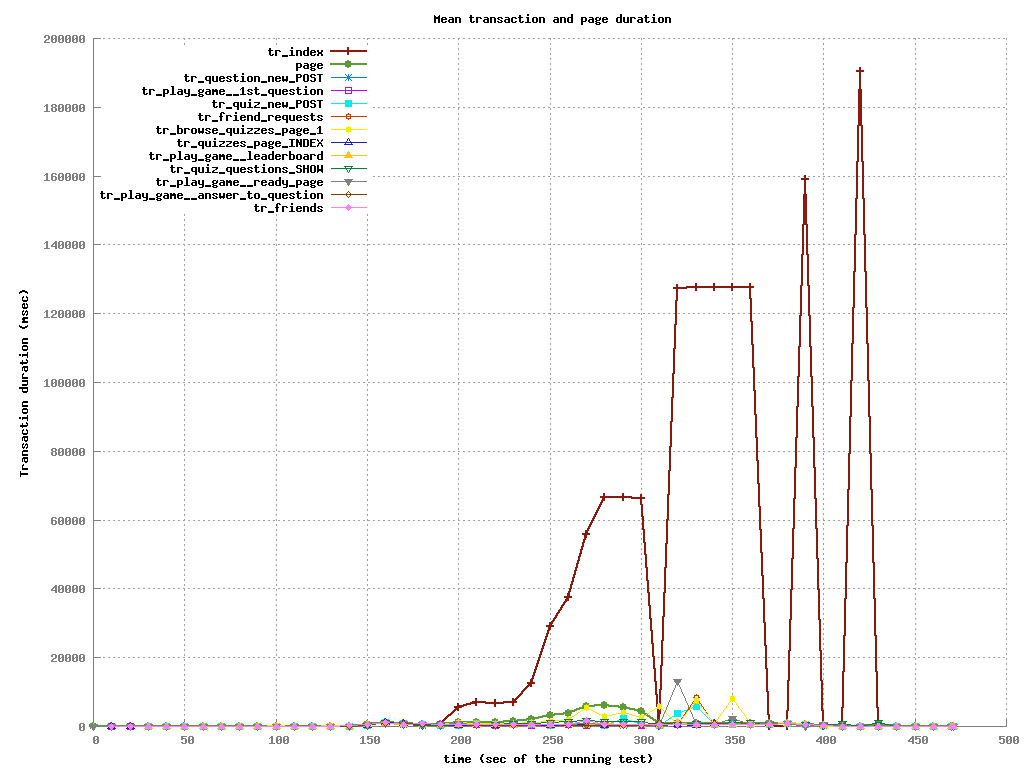 Mean transaction and page duration
200000
180000
160000
140000
120000
100000
80000
60000
40000
20000
0
Transaction duration (msec)
tr_index
page
tr_question_new_POST
tr_play_game__1st_question
tr_quiz_new_POST
tr_friend_requests
tr_browse_quizzes_page_1
tr_quizzes_page_INDEX
tr_play_game__leaderboard
tr_quiz_questions_SHOW
tr_play_game__ready_page
tr_play_game__answer_to_question
tr_friends
0 50 100 150 200 250 300 350 400 450 500
time (sec of the running test)